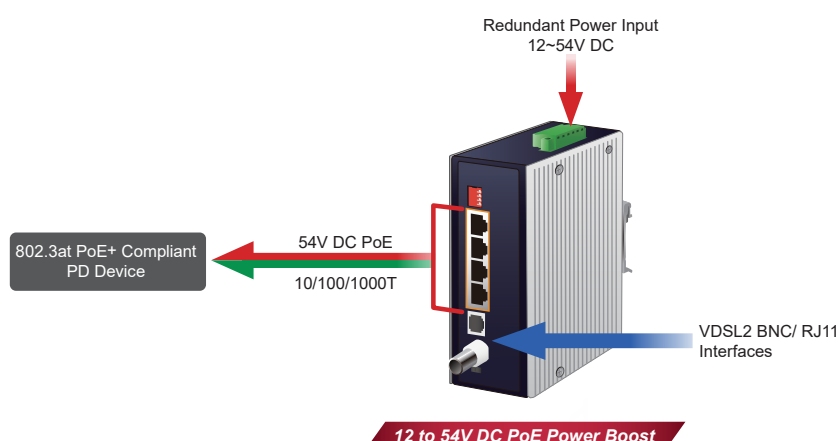 Redundant Power Input
12~54V DC
802.3at PoE+ Compliant
PD Device
54V DC PoE
10/100/1000T
VDSL2 BNC/ RJ11
Interfaces
12 to 54V DC PoE Power Boost